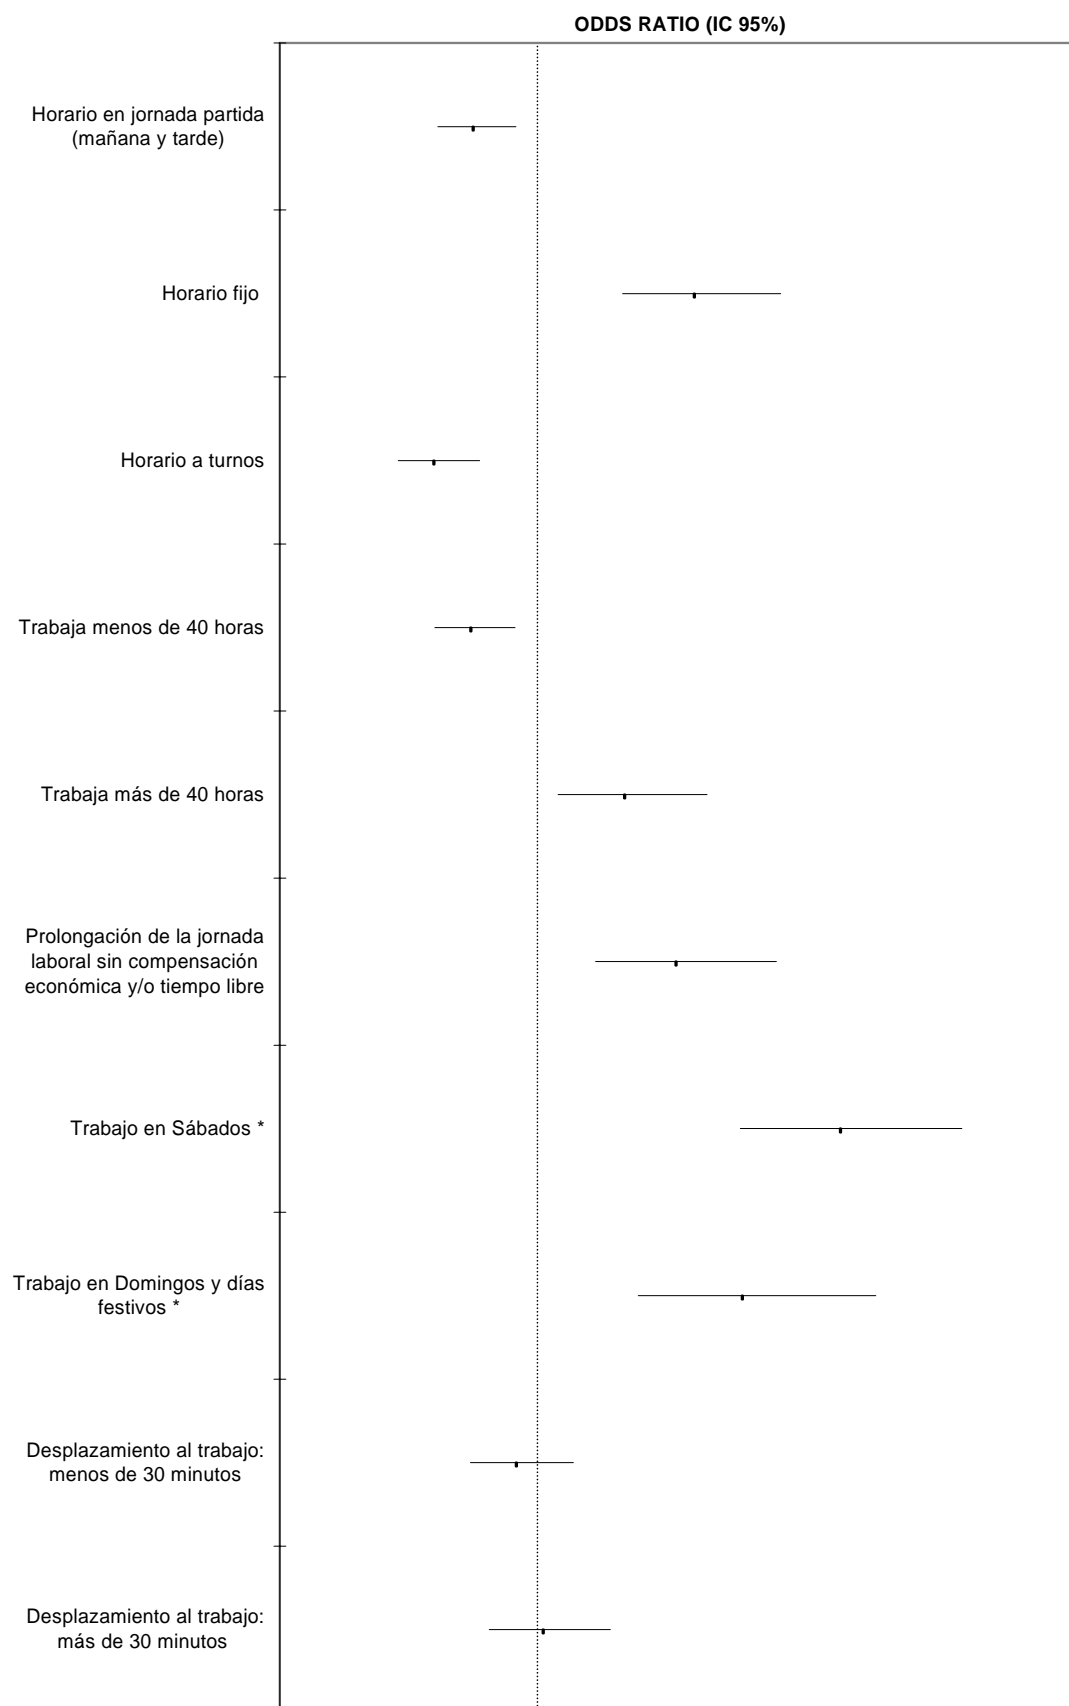 ODDS RATIO (IC 95%)
Horario en jornada partida
(mañana y tarde)
Horario fijo
Horario a turnos
Trabaja menos de 40 horas
Trabaja más de 40 horas
Prolongación de la jornada
laboral sin compensación
económica y/o tiempo libre
Trabajo en Sábados *
Trabajo en Domingos y días
festivos *
Desplazamiento al trabajo:
menos de 30 minutos
Desplazamiento al trabajo:
más de 30 minutos